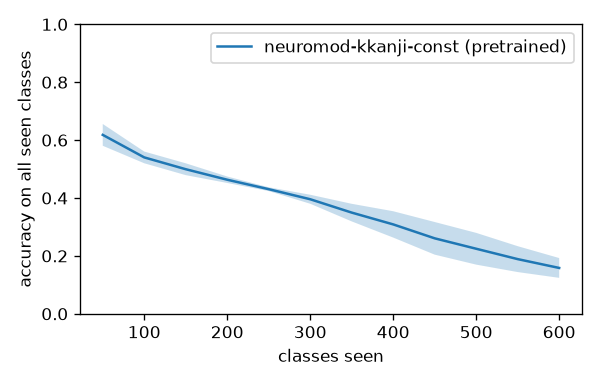 1.0
neuromod-kkanji-const (pretrained)
0.8
0.6
0.4
0.2
0.0
accuracy on all seen classes
100 200 300 400 500 600
classes seen